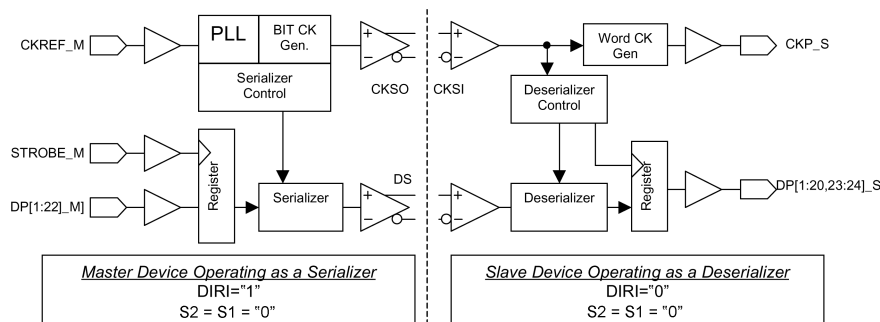 CKREF_M
PLL
BIT CK
Gen.
Serializer
Control
CKSO
CKSI
Word CK
Gen
CKP_S
Deserializer
Control
STROBE_M
DP[1:22]_M]
Register
Serializer
DS
Deserializer
Register
DP[1:20,23:24]_S
Master Device Operating as a Serializer
DIRI="1"
S2 = S1 = "0"
Slave Device Operating as a Deserializer
DIRI="0"
S2 = S1 = "0"